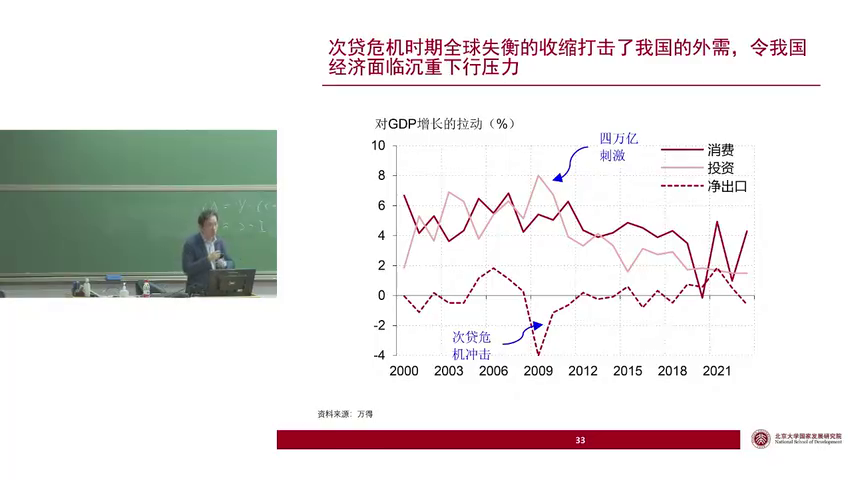 次贷危机时期全球失衡的收缩打击了我国的外需，令我国
经济面临沉重下行压力
对GDP增长的拉动（%）
四万亿
刺激
消费
投资
净出口
10
8
6
4
2
0
-2
-4
次贷危
机冲击
2000 2003 2006 2009 2012 2015 2018 2021
资料来源：万得
33
北京大学国家发展研究院
National School of Development